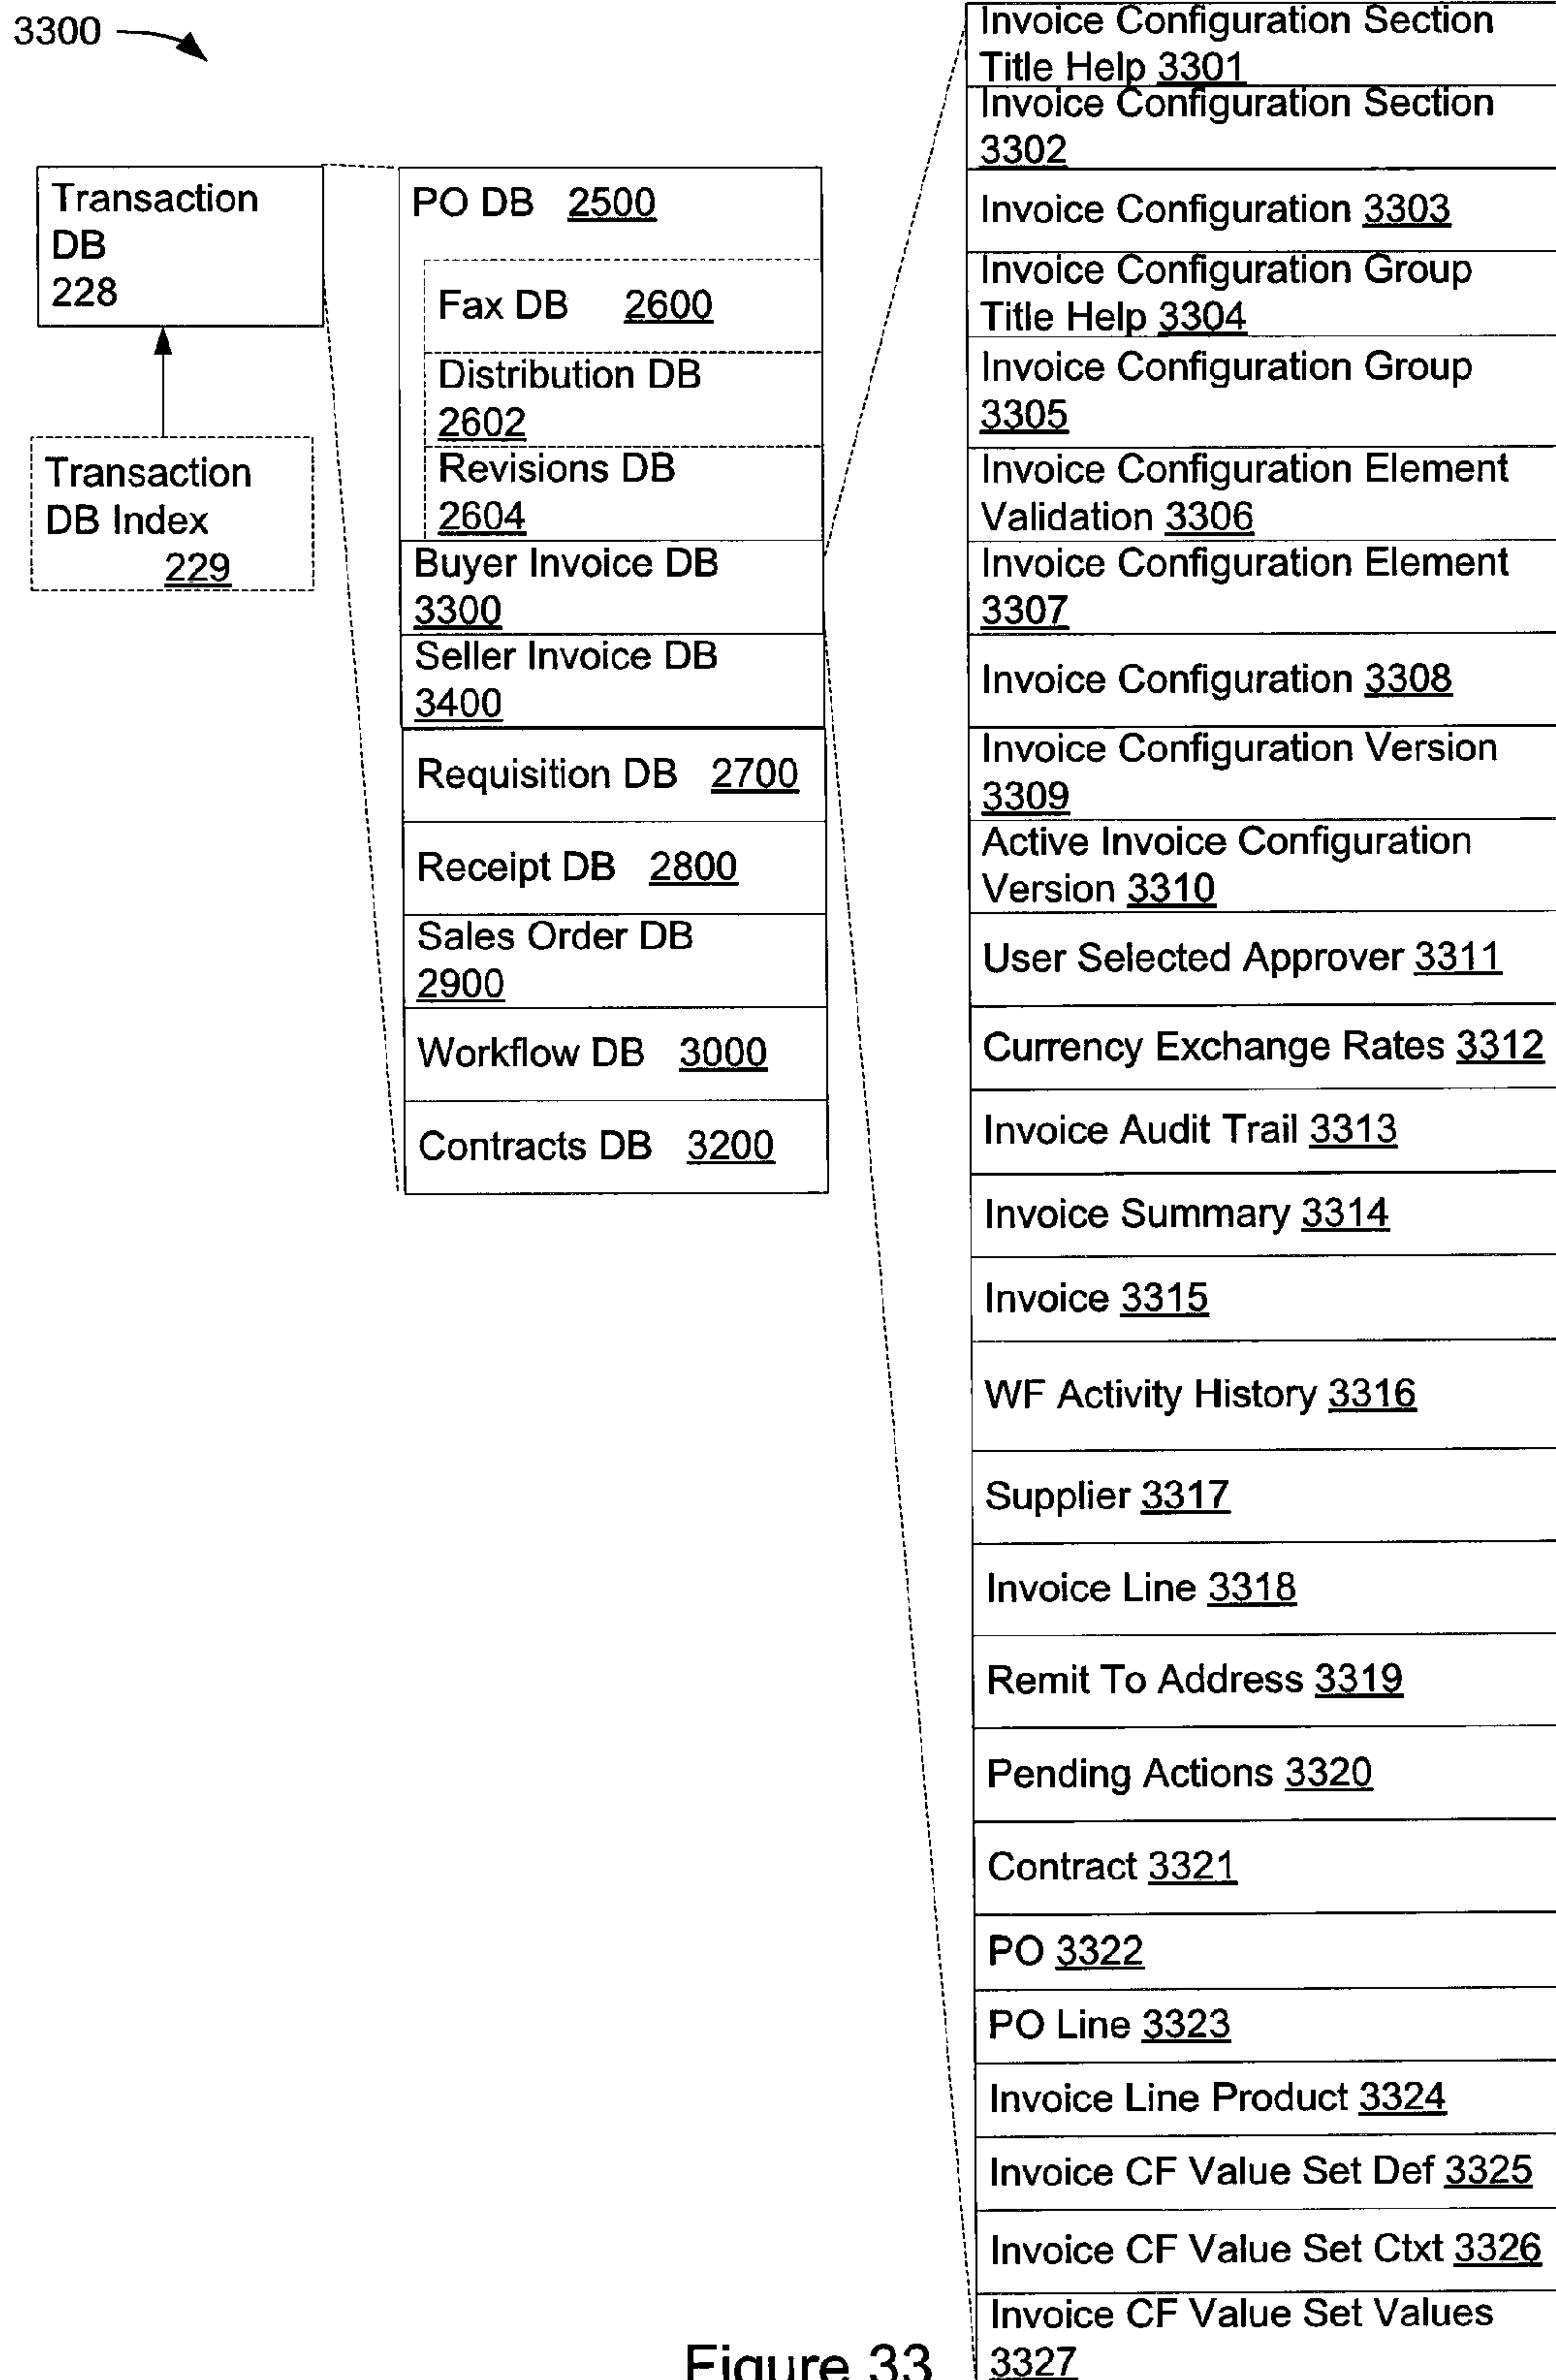 3300
Transaction
DB
228
Transaction
DB Index
229
PO DB 2500
Fax DB 2600
Distribution DB
2602
Revisions DB
2604
Buyer Invoice DB
3300
Seller Invoice DB
3400
Requisition DB 2700
Receipt DB 2800
Sales Order DB
2900
Workflow DB 3000
Contracts DB 3200
Invoice Configuration Section
Title Help 3301
Invoice Configuration Section
3302
Invoice Configuration 3303
Invoice Configuration Group
Title Help 3304
Invoice Configuration Group
3305
Invoice Configuration Element
Validation 3306
Invoice Configuration Element
3307
Invoice Configuration 3308
Invoice Configuration Version
3309
Active Invoice Configuration
Version 3310
User Selected Approver 3311
Currency Exchange Rates 3312
Invoice Audit Trail 3313
Invoice Summary 3314
Invoice 3315
WF Activity History 3316
Supplier 3317
Invoice Line 3318
Remit To Address 3319
Pending Actions 3320
Contract 3321
PO 3322
PO Line 3323
Invoice Line Product 3324
Invoice CF Value Set Def 3325
Invoice CF Value Set Ctxt 3326
Invoice CF Value Set Values
3327
Figure 33